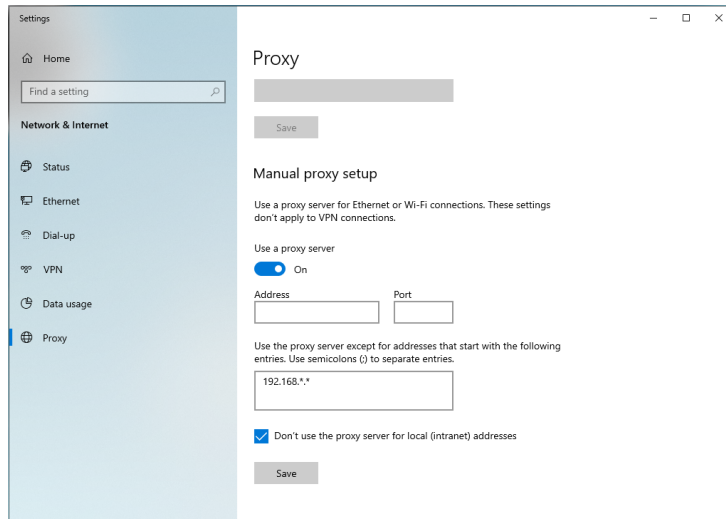 Settings
Home
Find a setting
Network & Internet
Status
Ethernet
Dial-up
VPN
Data usage
Proxy
Proxy
Save
Manual proxy setup
Use a proxy server for Ethernet or Wi-Fi connections. These settings
don't apply to VPN connections.
Use a proxy server
On
Address Port
Use the proxy server except for addresses that start with the following
entries. Use semicolons (;) to separate entries.
192.168.*.*
Don't use the proxy server for local (intranet) addresses
Save